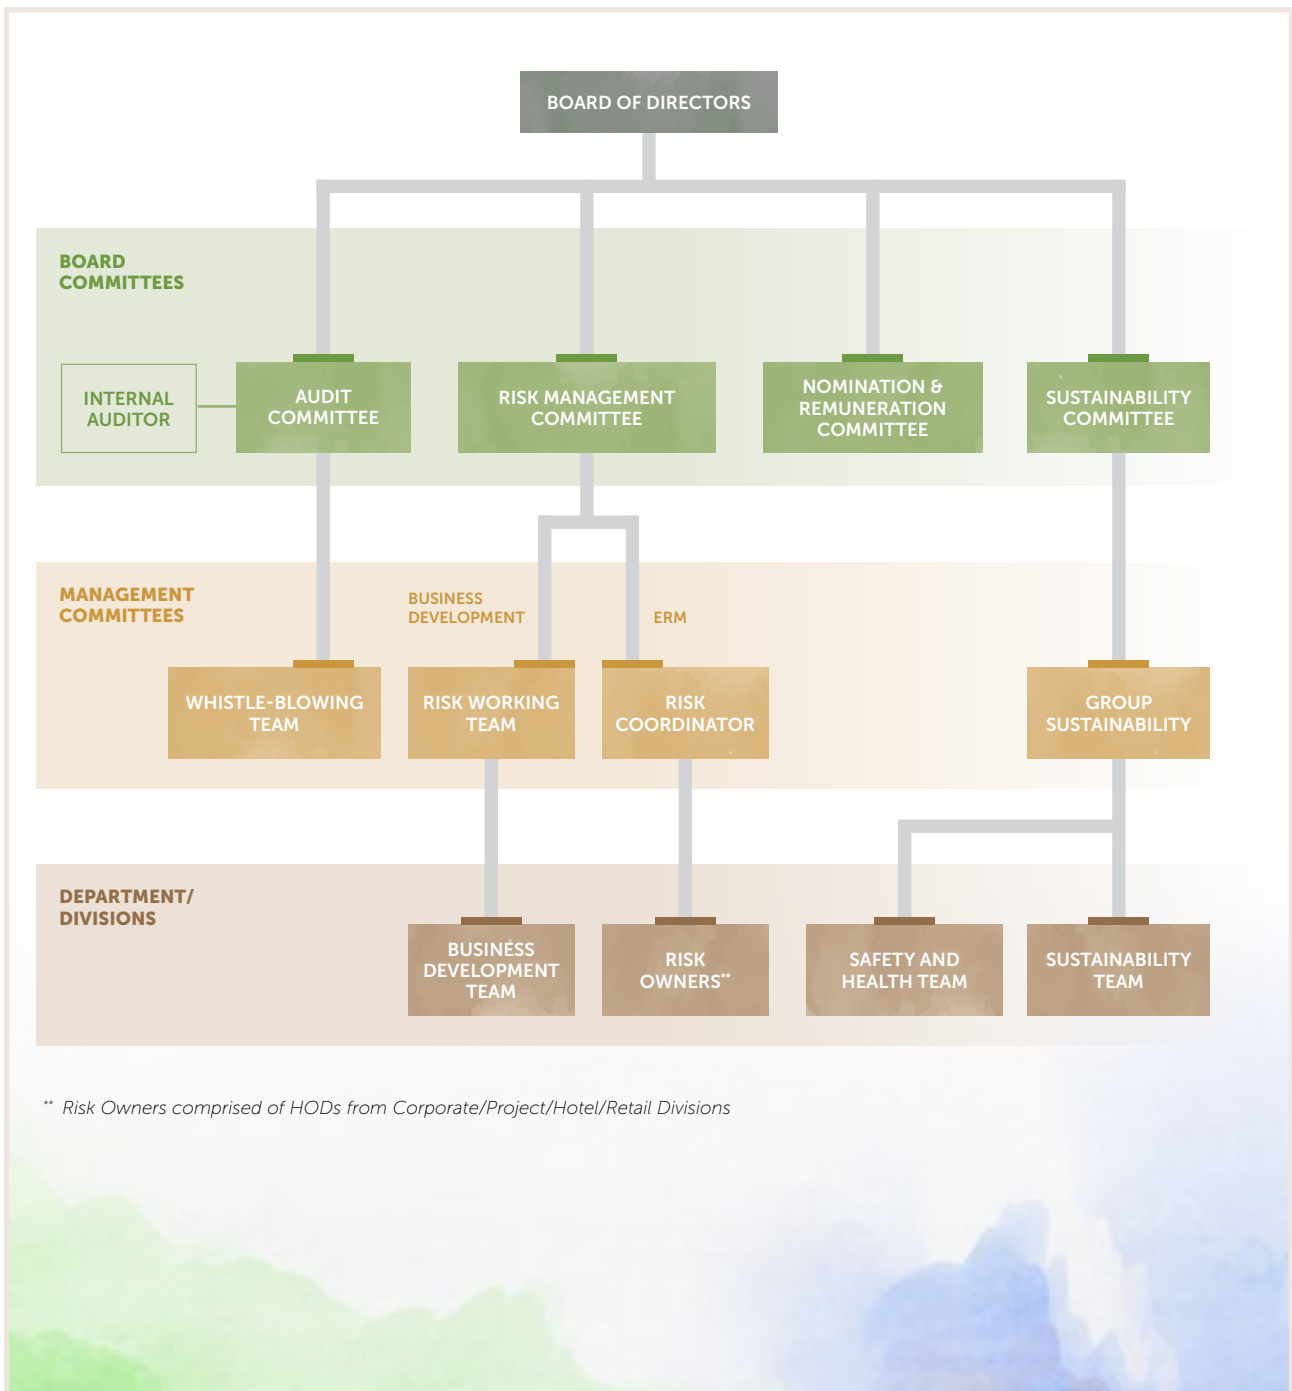 BOARD OF DIRECTORS
BOARD
COMMITTEES
INTERNAL
AUDITOR
AUDIT
COMMITTEE
RISK MANAGEMENT
COMMITTEE
NOMINATION &
REMUNERATION
COMMITTEE
SUSTAINABILITY
COMMITTEE
MANAGEMENT
COMMITTEES
BUSINESS
DEVELOPMENT
ERM
WHISTLE-BLOWING
TEAM
RISK WORKING
TEAM
RISK
COORDINATOR
GROUP
SUSTAINABILITY
DEPARTMENT/
DIVISIONS
BUSINESS
DEVELOPMENT
TEAM
RISK
OWNERS**
SAFETY AND
HEALTH TEAM
SUSTAINABILITY
TEAM
** Risk Owners comprised of HODs from Corporate/Project/Hotel/Retail Divisions